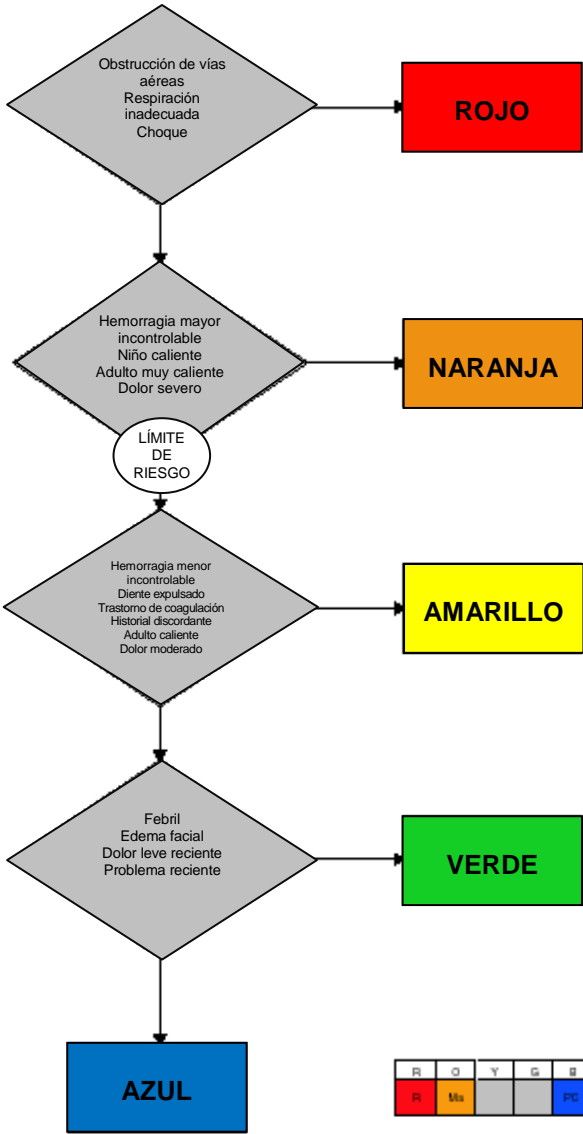 Obstrucción de vías
aéreas
Respiración
inadecuada
Choque
ROJO
Hemorragia mayor
incontrolable
Niño caliente
Adulto muy caliente
Dolor severo
NARANJA
LÍMITE
DE
RIESGO
Hemorragia menor
incontrolable
Diente expulsado
Trastorno de coagulación
Historial discordante
Adulto caliente
Dolor moderado
AMARILLO
Febril
Edema facial
Dolor leve reciente
Problema reciente
VERDE
AZUL
R O Y G B
R Ma